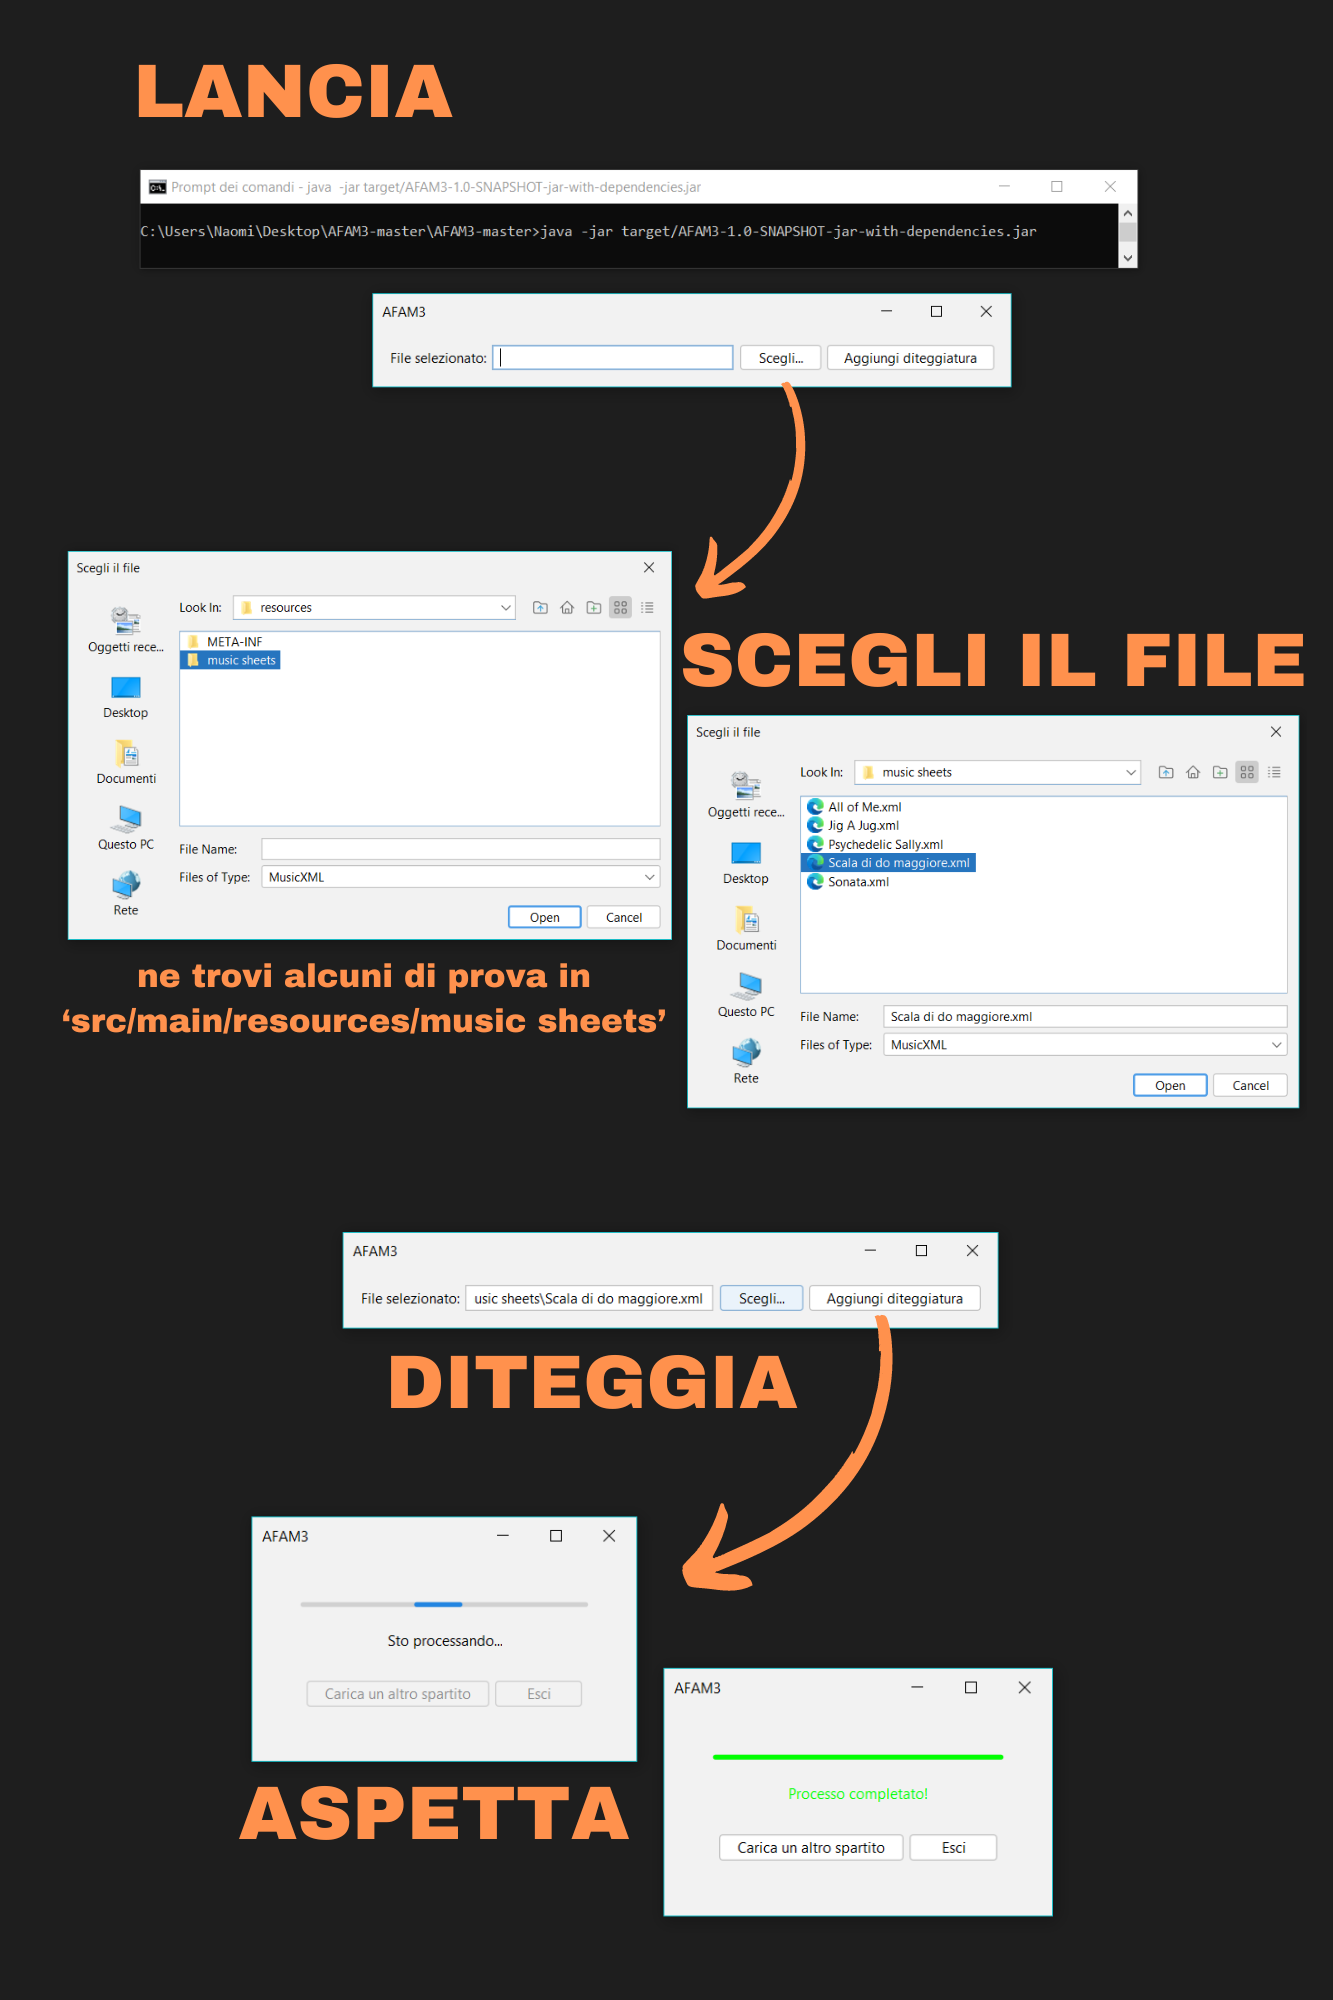 LANCIA
Prompt dei comandi - java  -jar target/AFAM3-1.0-SNAPSHOT-jar-with-dependencies.jar
C:\Users\Naomi\Desktop\AFAM3-master\AFAM3-master>java -jar target/AFAM3-1.0-SNAPSHOT-jar-with-dependencies.jar
AFAM3
File selezionato: Scegli... Aggiungi diteggiatura
Scegli il file
Look In: resources
META-INF
music sheets
Oggetti rece...
Desktop
Documenti
Questo PC
Rete
File Name:
Files of Type: MusicXML
Open Cancel
ne trovi alcuni di prova in
‘src/main/resources/music sheets’
SCEGLI IL FILE
Scegli il file
Look In: music sheets
All of Me.xml
Jig A Jug.xml
Psychedelic Sally.xml
Scala di do maggiore.xml
Sonata.xml
Oggetti rece...
Desktop
Documenti
Questo PC
Rete
File Name: Scala di do maggiore.xml
Files of Type: MusicXML
Open Cancel
AFAM3
File selezionato: usic sheets\Scala di do maggiore.xml Scegli... Aggiungi diteggiatura
DITEGGIA
AFAM3
Sto processando...
Carica un altro spartito Esci
ASPETTA
AFAM3
Processo completato!
Carica un altro spartito Esci